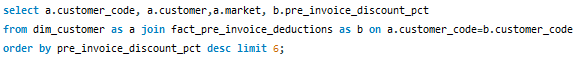 select a.customer_code, a.customer,a.market, b.pre_invoice_discount_pct
from dim_customer as a join fact_pre_invoice_deductions as b on a.customer_code=b.customer_code
order by pre_invoice_discount_pct desc limit 6;